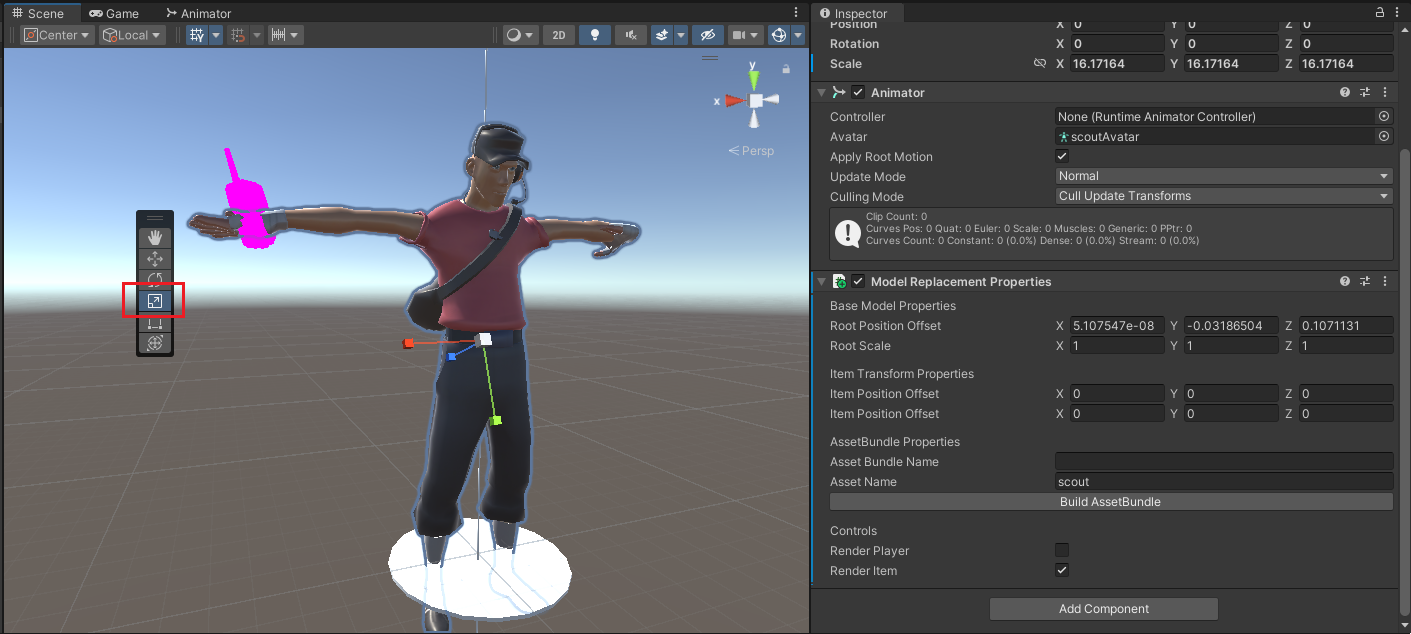 Scene Game Animator
Center Local 2D
y
x
Persp
Inspector
Position X 0 Y 0 Z 0
Rotation X 0 Y 0 Z 0
Scale X 16.17164 Y 16.17164 Z 16.17164
Animator
Controller None (Runtime Animator Controller)
Avatar scoutAvatar
Apply Root Motion
Update Mode Normal
Culling Mode Cull Update Transforms
Clip Count: 0
Curves Pos: 0 Quat: 0 Euler: 0 Scale: 0 Muscles: 0 Generic: 0 PPtr: 0
Curves Count: 0 Constant: 0 (0.0%) Dense: 0 (0.0%) Stream: 0 (0.0%)
Model Replacement Properties
Base Model Properties
Root Position Offset X 5.107547e-08 Y -0.03186504 Z 0.1071131
Root Scale X 1 Y 1 Z 1
Item Transform Properties
Item Position Offset X 0 Y 0 Z 0
Item Position Offset X 0 Y 0 Z 0
AssetBundle Properties
Asset Bundle Name
Asset Name scout
Build AssetBundle
Controls
Render Player
Render Item
Add Component